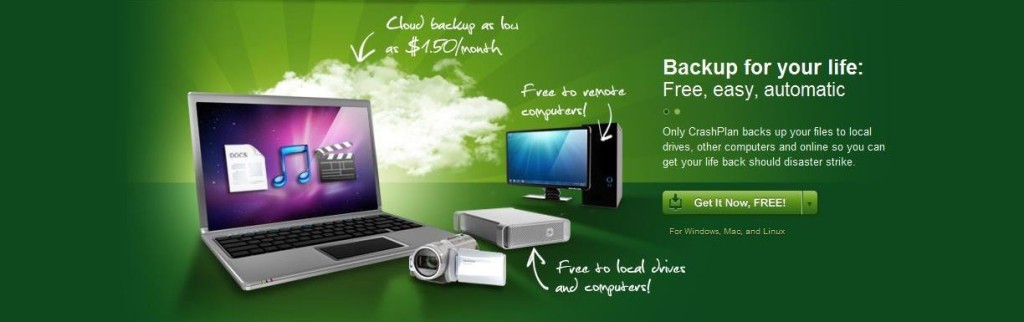 Cloud backup as low
as $1.50/month
Free to remote
computers!
DOCS
Free to local drives
and computers!
Backup for your life:
Free, easy, automatic
Only CrashPlan backs up your files to local
drives, other computers and online so you can
get your life back should disaster strike.
Get It Now, FREE!
For Windows, Mac, and Linux